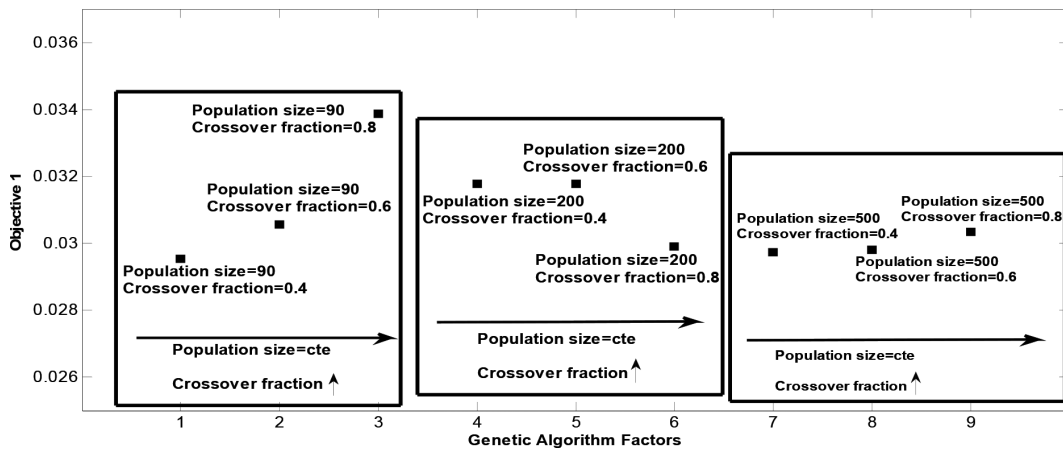 0.036
0.034
0.032
0.03
0.028
0.026
Objective 1
Population size=90
Crossover fraction=0.8
Population size=90
Crossover fraction=0.6
Population size=90
Crossover fraction=0.4
Population size=cte
Crossover fraction
Population size=200
Crossover fraction=0.6
Population size=200
Crossover fraction=0.4
Population size=200
Crossover fraction=0.8
Population size=cte
Crossover fraction
Population size=500
Crossover fraction=0.8
Population size=500
Crossover fraction=0.4
Population size=500
Crossover fraction=0.6
Population size=cte
Crossover fraction
1 2 3 4 5 6 7 8 9
Genetic Algorithm Factors